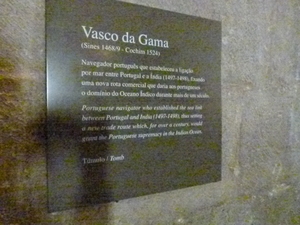 Vasco da Gama
(Sines 1468/9 - Cochim 1524)
Navegador português que estabeleceu a ligação
por mar entre Portugal e a Índia (1497-1498), fixando
uma nova rota comercial que daria aos portugueses
o domínio do Oceano Índico durante mais de um século.
Portuguese navigator who established the sea link
between Portugal and India (1497-1498), thus setting
a new trade route which, for over a century, would
grant the Portuguese supremacy in the Indian Ocean.
Túmulo / Tomb